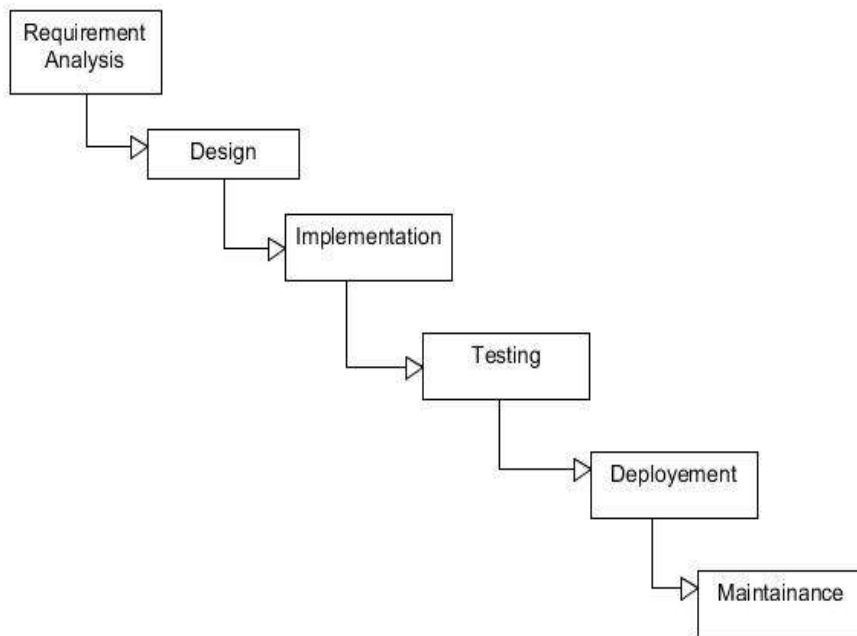 Requirement
Analysis
Design
Implementation
Testing
Deployement
Maintainance